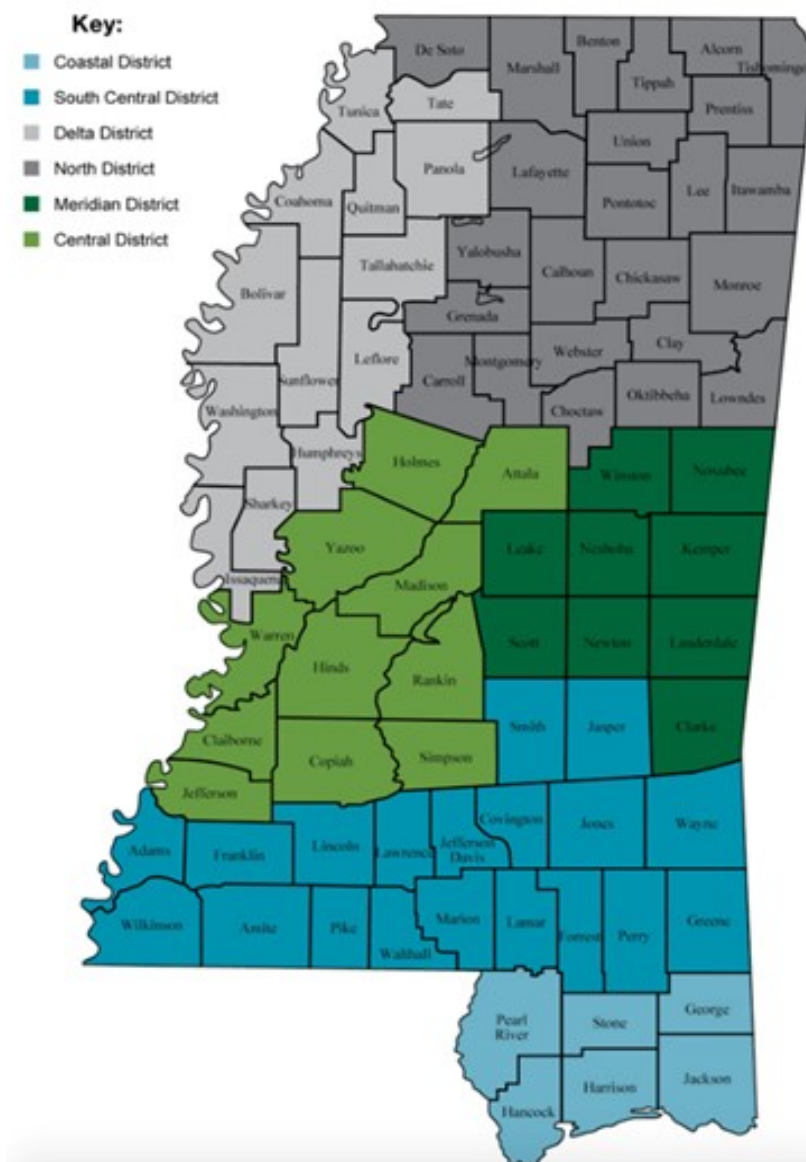 Key:
Coastal District
South Central District
Delta District
North District
Meridian District
Central District
De Soto
Benton
Alcorn
Tishomingo
Marshall
Tippah
Tunica
Tate
Prentiss
Union
Panola
Lafayette
Coahoma
Quitman
Pontotoc
Lee
Itawamba
Tallahatchie
Yalobusha
Calhoun
Chickasaw
Monroe
Bolivar
Grenada
Leflore
Webster
Clay
Sunflower
Carroll
Montgomery
Washington
Choctaw
Oktibbeha
Lowndes
Humphreys
Holmes
Attala
Winston
Noxubee
Sharkey
Yazoo
Leake
Neshoba
Kemper
Issaquena
Madison
Warren
Scott
Newton
Lauderdale
Hinds
Rankin
Claiborne
Smith
Jasper
Clarke
Copiah
Simpson
Jefferson
Adams
Franklin
Lincoln
Lawrence
Jefferson
Davis
Covington
Jones
Wayne
Wilkinson
Amite
Pike
Walthall
Marion
Lamar
Forrest
Perry
Greene
Pearl
River
Stone
George
Hancock
Harrison
Jackson